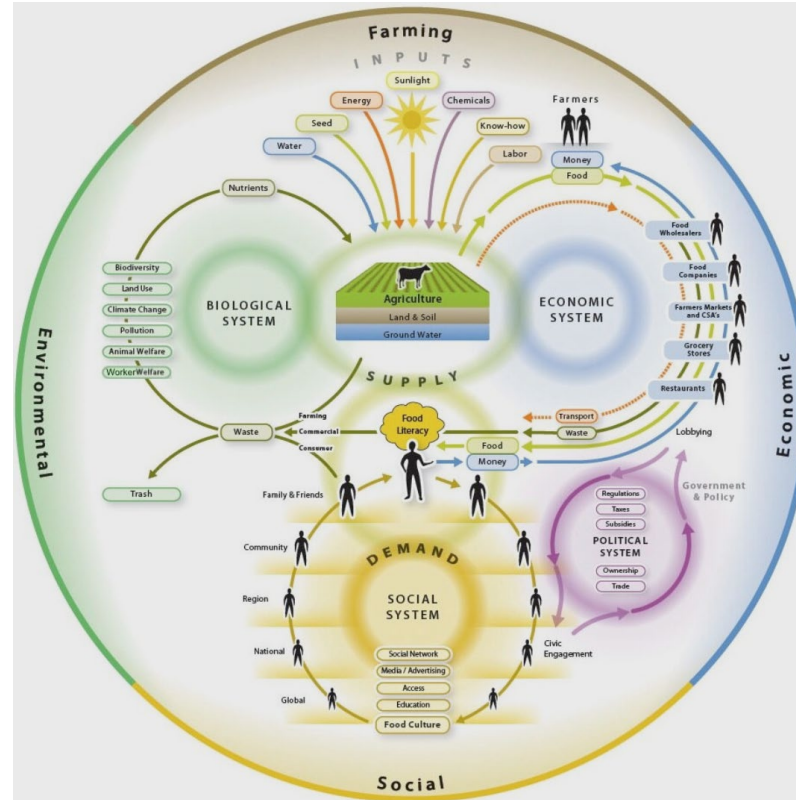 Farming
INPUTS
Sunlight
Energy
Chemicals
Seed
Know-how
Water
Labor
Farmers
Money
Food
Nutrients
Food
Wholesalers
Food
Companies
Farmers Markets
and CSA's
Grocery
Stores
Restaurants
Biodiversity
Land Use
Climate Change
Pollution
Animal Welfare
WorkerWelfare
BIOLOGICAL
SYSTEM
Agriculture
Land & Soil
Ground Water
ECONOMIC
SYSTEM
Environmental
Economic
SUPPLY
Transport
Waste
Food
Money
Lobbying
Farming
Commercial
Consumer
Waste
Food
Literacy
Trash
Family & Friends
Government
& Policy
Regulations
Taxes
Subsidies
POLITICAL
SYSTEM
Ownership
Trade
Civic
Engagement
Community
Region
National
Global
DEMAND
SOCIAL
SYSTEM
Social Network
Media / Advertising
Access
Education
Food Culture
Social